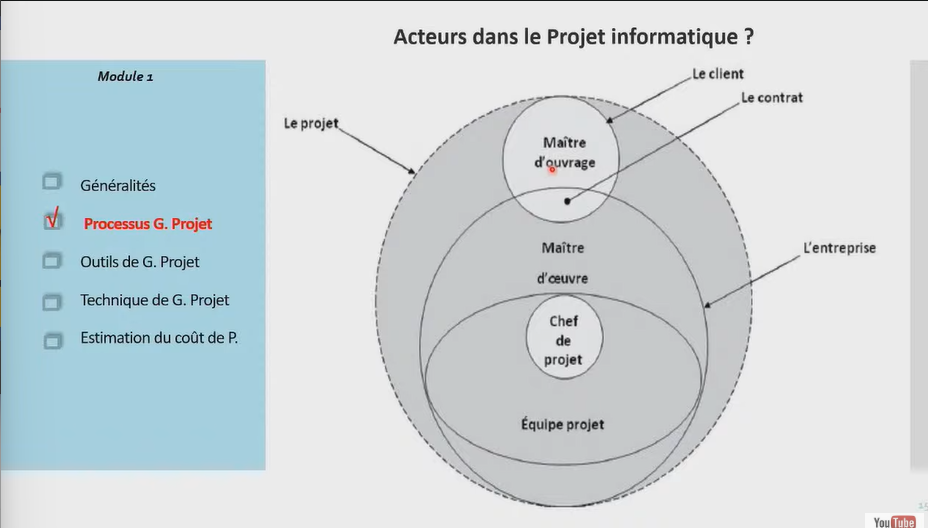 Acteurs dans le Projet informatique ?
Module 1
Généralités
Processus G. Projet
Outils de G. Projet
Technique de G. Projet
Estimation du coût de P.
Le client
Le contrat
Le projet
Maître
d'ouvrage
Maître
d'œuvre
L'entreprise
Chef
de
projet
Équipe projet
15
YouTube